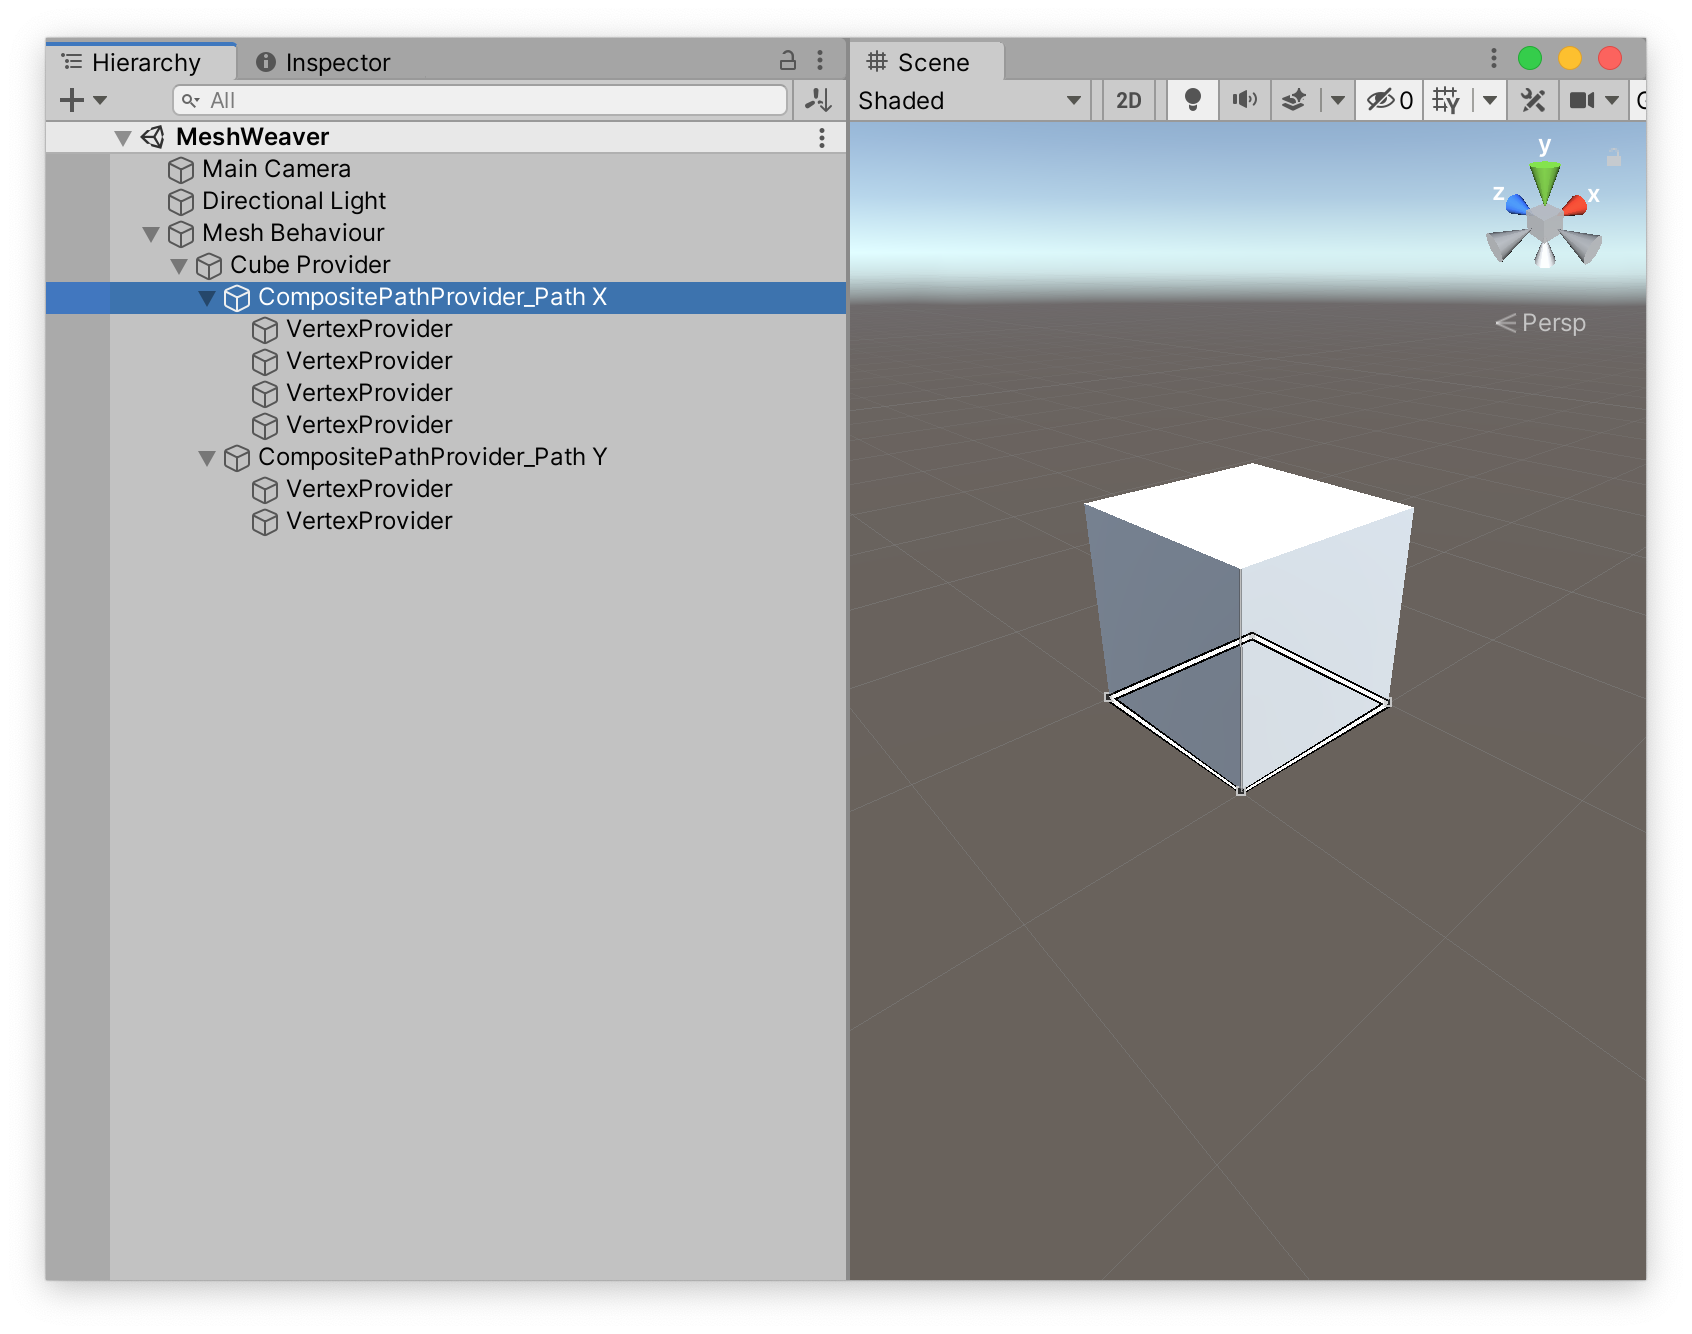 Hierarchy
Inspector
All
MeshWeaver
Main Camera
Directional Light
Mesh Behaviour
Cube Provider
CompositePathProvider_Path X
VertexProvider
VertexProvider
VertexProvider
VertexProvider
CompositePathProvider_Path Y
VertexProvider
VertexProvider
Scene
Shaded
2D
0
y
z
x
Persp